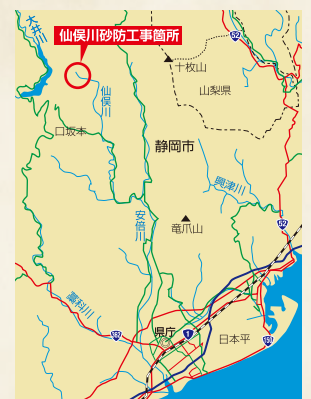 仙俣川砂防工事箇所
大井川
52
十枚山
山梨県
仙俣川
口坂本
静岡市
興津川
安倍川
竜爪山
52
藁科川
362
県庁
1
日本平
150